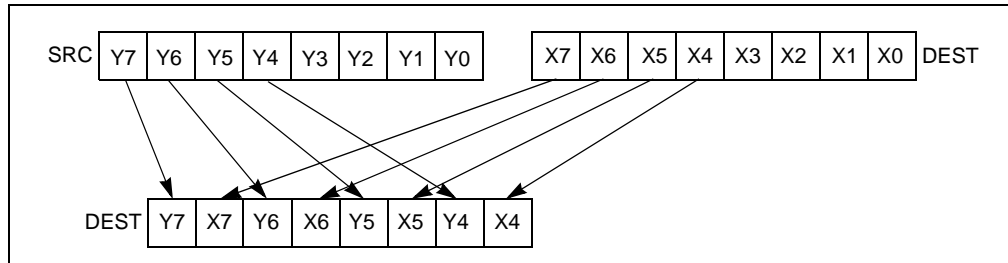 SRC Y7 Y6 Y5 Y4 Y3 Y2 Y1 Y0 X7 X6 X5 X4 X3 X2 X1 X0 DEST
DEST Y7 X7 Y6 X6 Y5 X5 Y4 X4